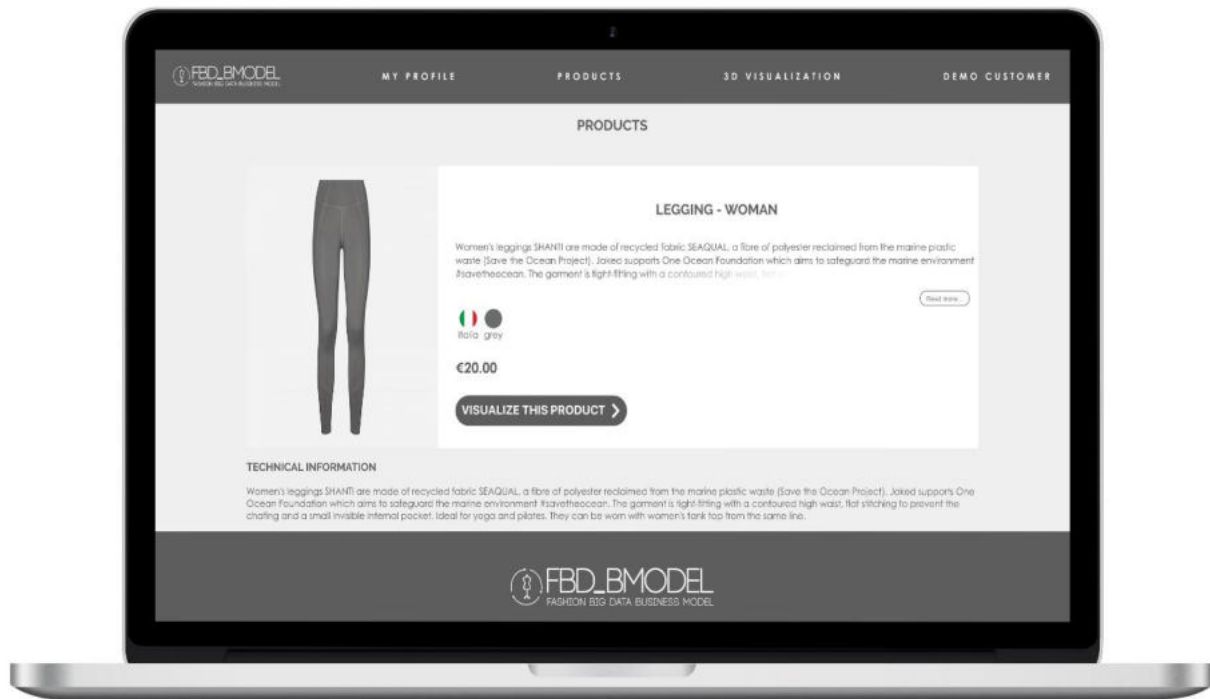 FBD_BMODEL
FASHION BIG DATA BUSINESS MODEL
MY PROFILE
PRODUCTS
3D VISUALIZATION
DEMO CUSTOMER
PRODUCTS
LEGGING - WOMAN
Women's leggings SHANTI are made of recycled fabric SEAQUAL, a fibre of polyester reclaimed from the marine plastic
waste (Save the Ocean Project). Jaked supports One Ocean Foundation which aims to safeguard the marine environment
#savetheocean. The garment is tight-fitting with a contoured high waist,
Read more...
Italia grey
€20.00
VISUALIZE THIS PRODUCT
TECHNICAL INFORMATION
Women's leggings SHANTI are made of recycled fabric SEAQUAL, a fibre of polyester reclaimed from the marine plastic waste (Save the Ocean Project). Jaked supports One
Ocean Foundation which aims to safeguard the marine environment #savetheocean. The garment is tight-fitting with a contoured high waist, flat stitching to prevent the
chafing and a small invisible internal pocket. Ideal for yoga and pilates. They can be worn with women's tank top from the same line.
FBD_BMODEL
FASHION BIG DATA BUSINESS MODEL